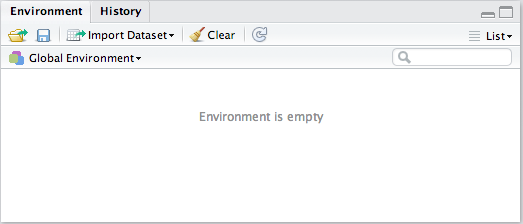 Environment History
Import Dataset Clear List
Global Environment
Environment is empty